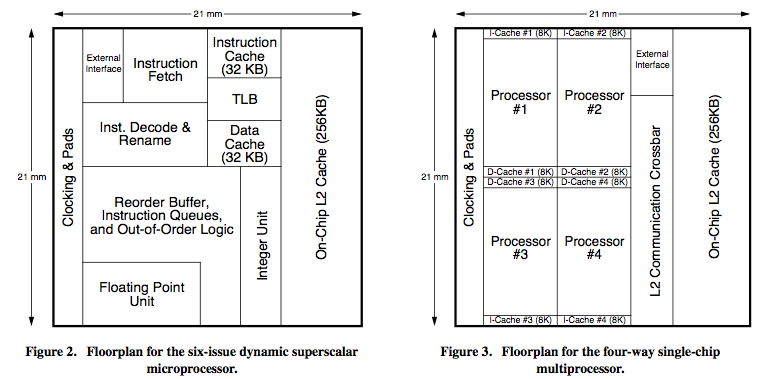 21 mm
21 mm
Clocking & Pads
External
Interface
Instruction
Fetch
Instruction
Cache
(32 KB)
TLB
Inst. Decode &
Rename
Data
Cache
(32 KB)
Reorder Buffer,
Instruction Queues,
and Out-of-Order Logic
Floating Point
Unit
Integer Unit
On-Chip L2 Cache (256KB)
Figure 2. Floorplan for the six-issue dynamic superscalar
microprocessor.
21 mm
21 mm
Clocking & Pads
I-Cache #1 (8K)
I-Cache #2 (8K)
Processor
#1
Processor
#2
External
Interface
D-Cache #1 (8K)
D-Cache #2 (8K)
D-Cache #3 (8K)
D-Cache #4 (8K)
Processor
#3
Processor
#4
I-Cache #3 (8K)
I-Cache #4 (8K)
L2 Communication Crossbar
On-Chip L2 Cache (256KB)
Figure 3. Floorplan for the four-way single-chip
multiprocessor.